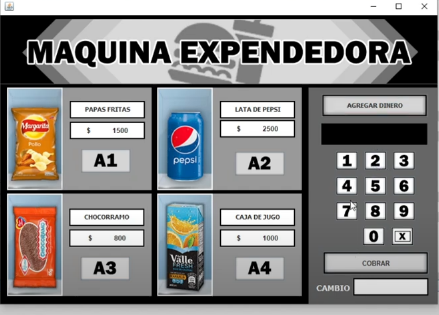 MAQUINA EXPENDEDORA
PAPAS FRITAS
$ 1500
A1
Margarita
Pollo
LATA DE PEPSI
$ 2500
A2
pepsi
CHOCORRAMO
$ 800
A3
CAJA DE JUGO
$ 1000
A4
del Valle
FRESH
AGREGAR DINERO
1 2 3
4 5 6
7 8 9
0 X
COBRAR
CAMBIO